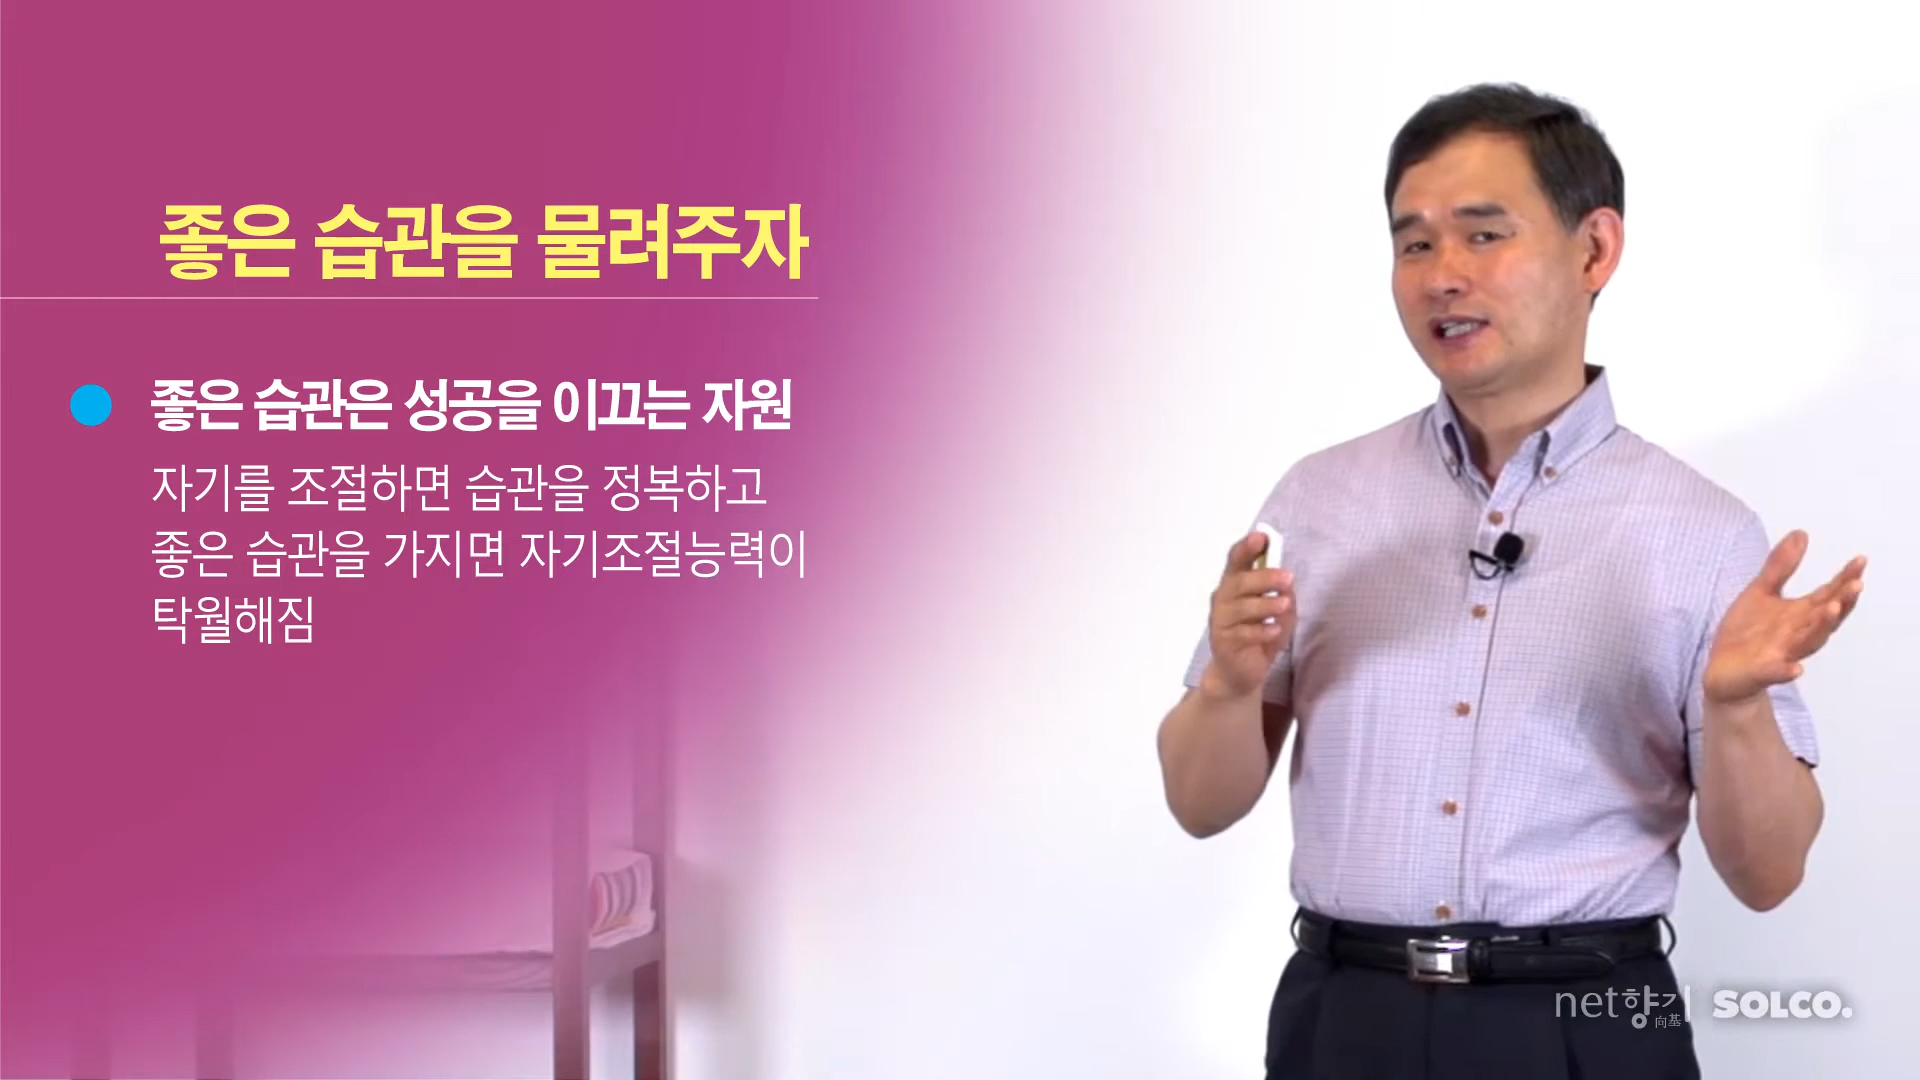 좋은 습관을 물려주자
좋은 습관은 성공을 이끄는 자원
자기를 조절하면 습관을 정복하고
좋은 습관을 가지면 자기조절능력이
탁월해짐
net향기 SOLCO.
向基